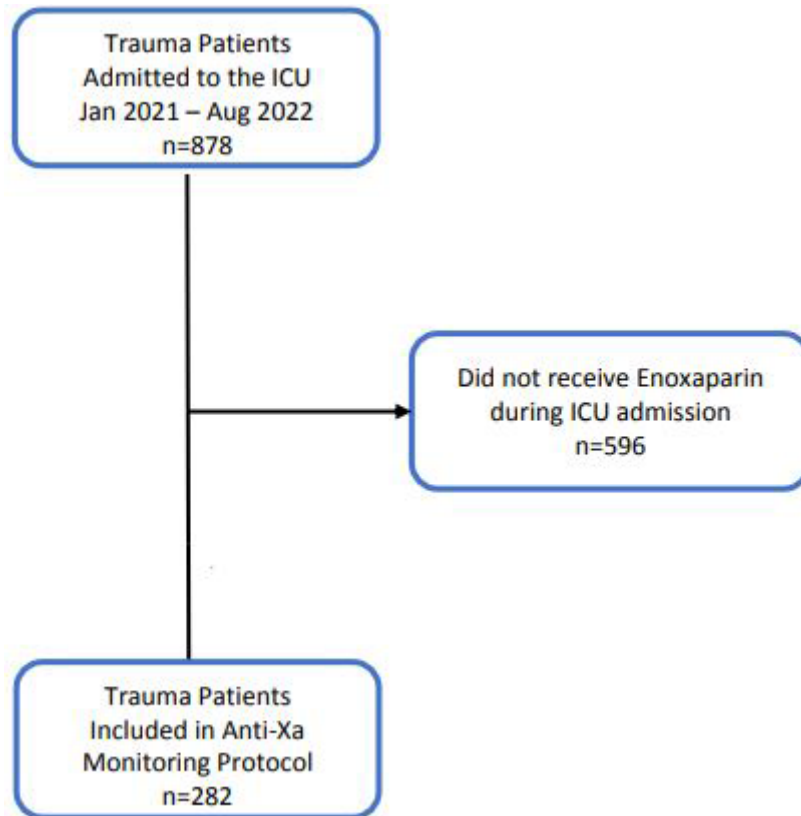 Trauma Patients
Admitted to the ICU
Jan 2021 – Aug 2022
n=878
Did not receive Enoxaparin
during ICU admission
n=596
Trauma Patients
Included in Anti-Xa
Monitoring Protocol
n=282